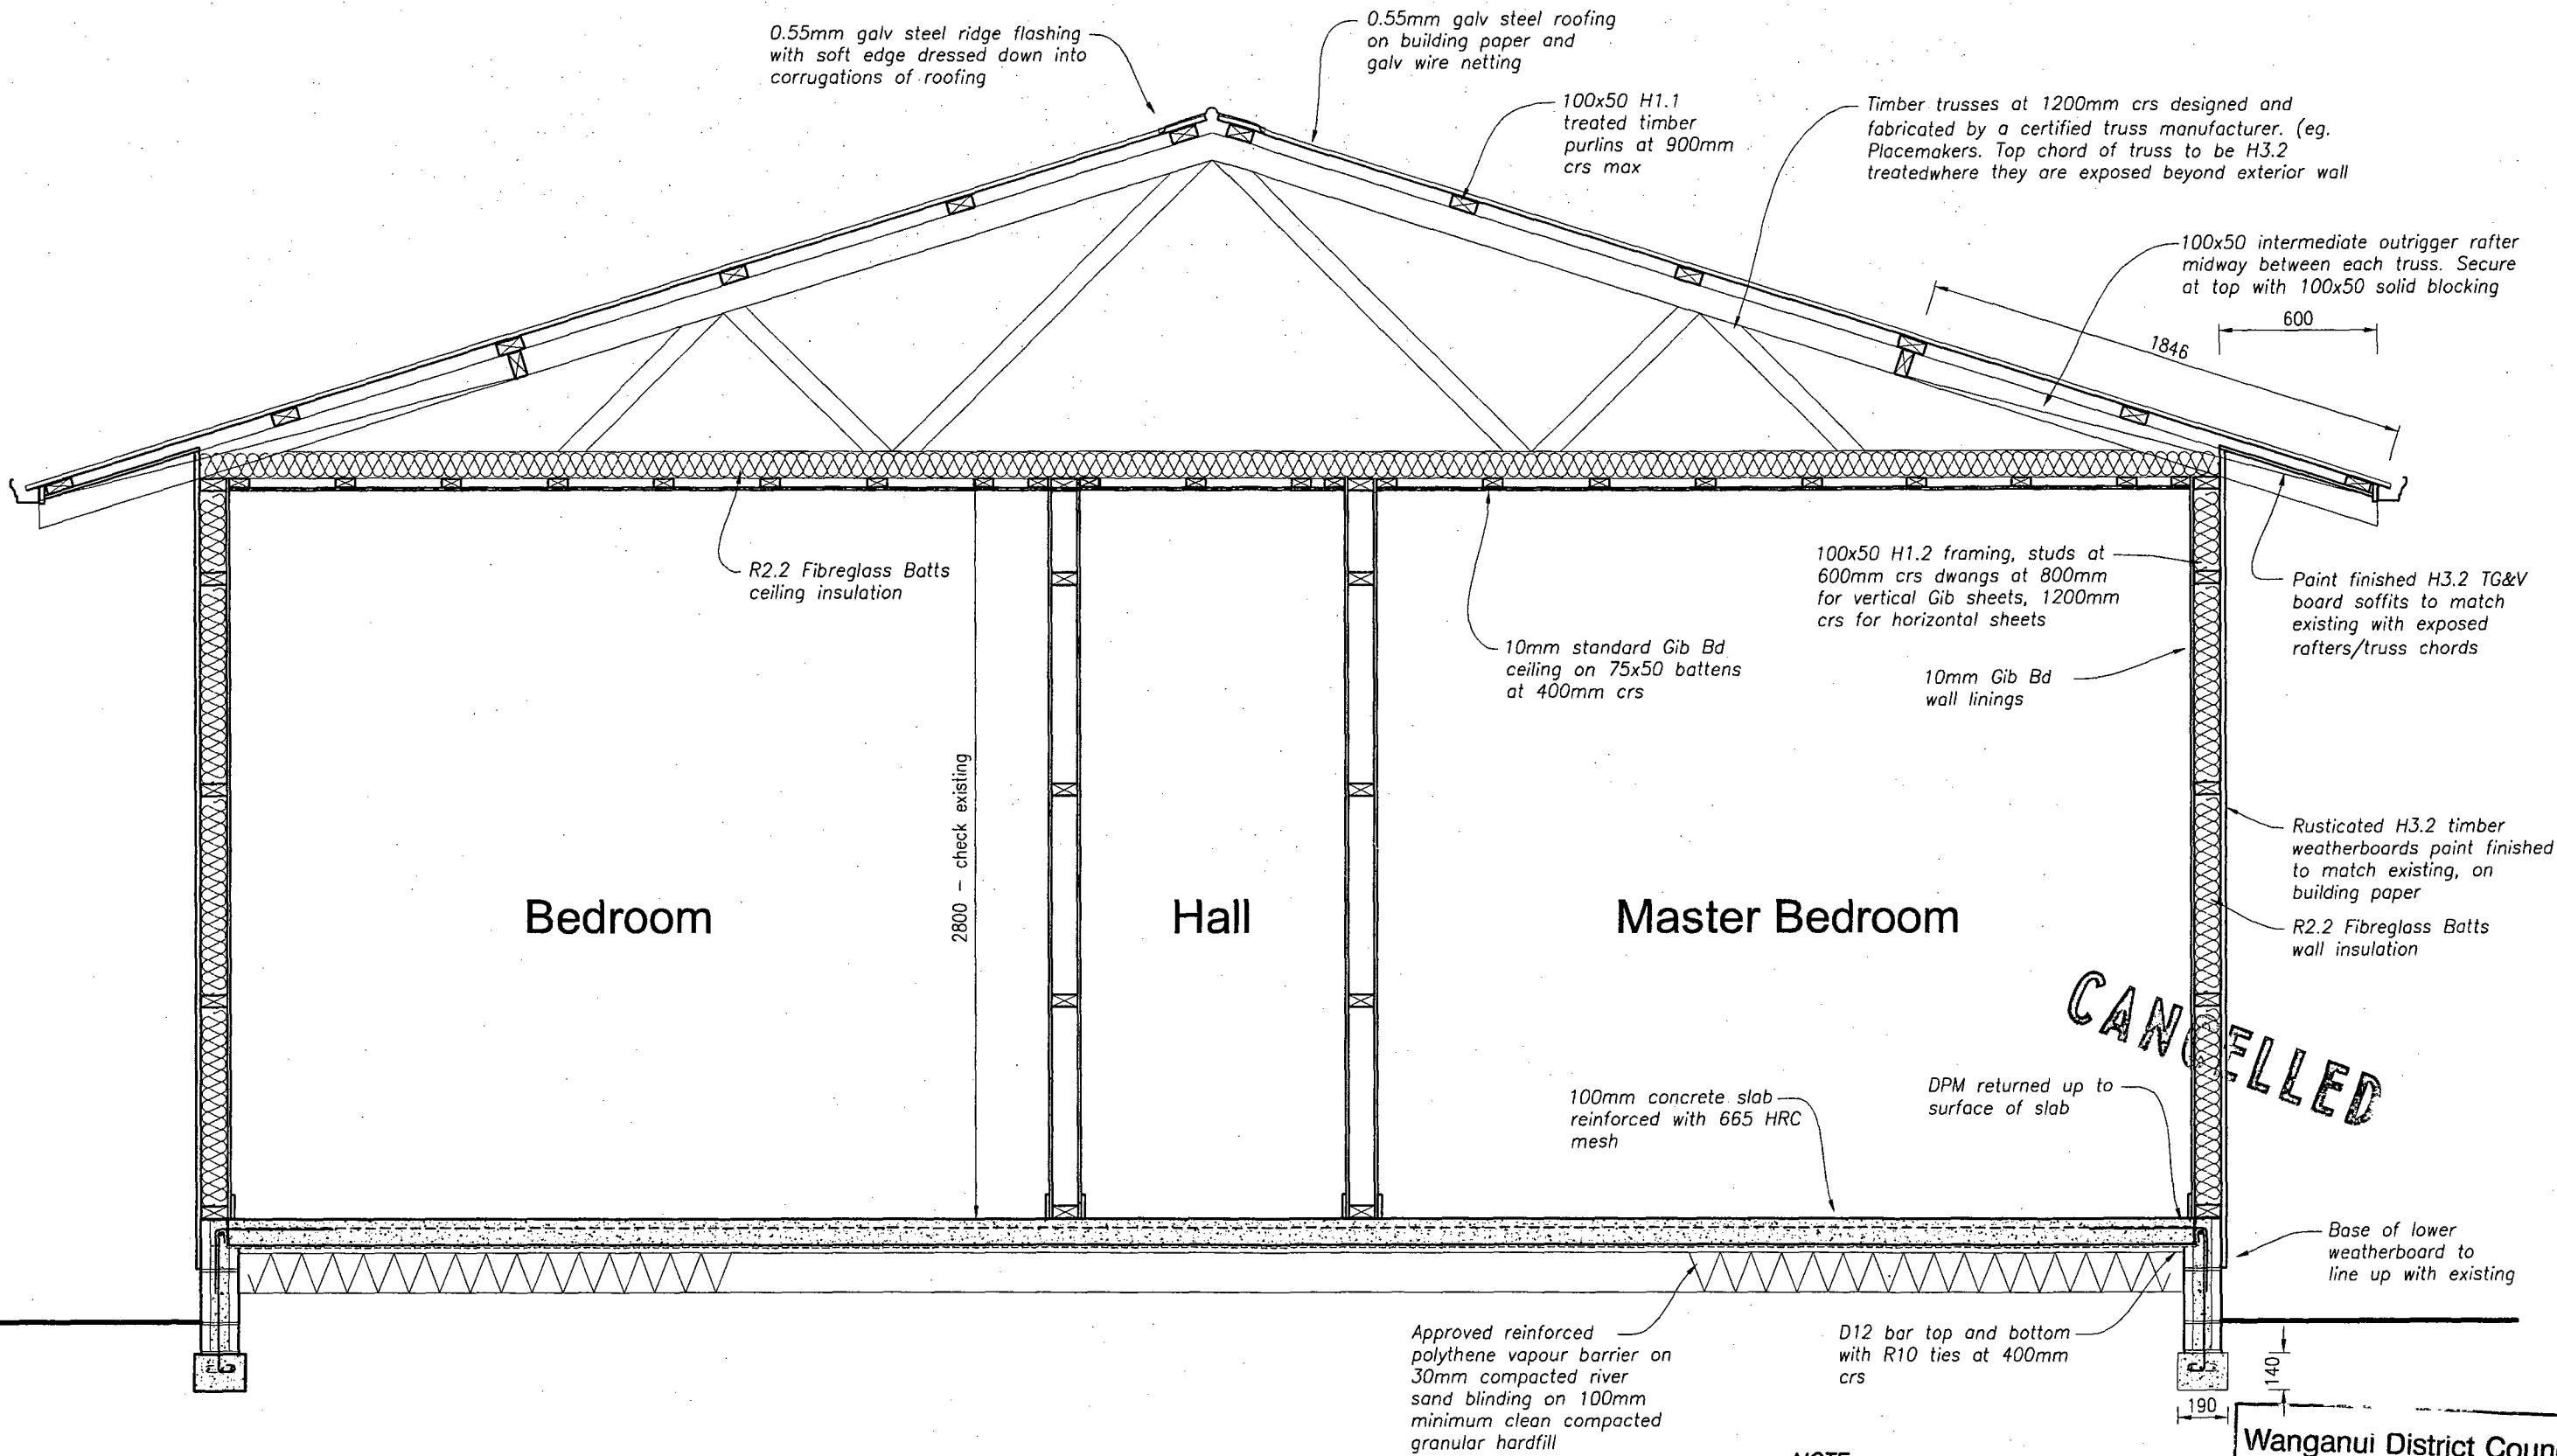 0.55mm galv steel ridge flashing
with soft edge dressed down into
corrugations of roofing
0.55mm galv steel roofing
on building paper and
galv wire netting
100x50 H1.1
treated timber
purlins at 900mm
crs max
Timber trusses at 1200mm crs designed and
fabricated by a certified truss manufacturer. (eg.
Placemakers. Top chord of truss to be H3.2
treatedwhere they are exposed beyond exterior wall
100x50 intermediate outrigger rafter
midway between each truss. Secure
at top with 100x50 solid blocking
600
1846
R2.2 Fibreglass Batts
ceiling insulation
10mm standard Gib Bd
ceiling on 75x50 battens
at 400mm crs
100x50 H1.2 framing, studs at
600mm crs dwangs at 800mm
for vertical Gib sheets, 1200mm
crs for horizontal sheets
10mm Gib Bd
wall linings
Paint finished H3.2 TG&V
board soffits to match
existing with exposed
rafters/truss chords
2800 – check existing
Bedroom
Hall
Master Bedroom
Rusticated H3.2 timber
weatherboards paint finished
to match existing, on
building paper
R2.2 Fibreglass Batts
wall insulation
CANCELLED
100mm concrete slab
reinforced with 665 HRC
mesh
DPM returned up to
surface of slab
Base of lower
weatherboard to
line up with existing
Approved reinforced
polythene vapour barrier on
30mm compacted river
sand blinding on 100mm
minimum clean compacted
granular hardfill
D12 bar top and bottom
with R10 ties at 400mm
crs
140
190
NOTE
Wanganui District Coun